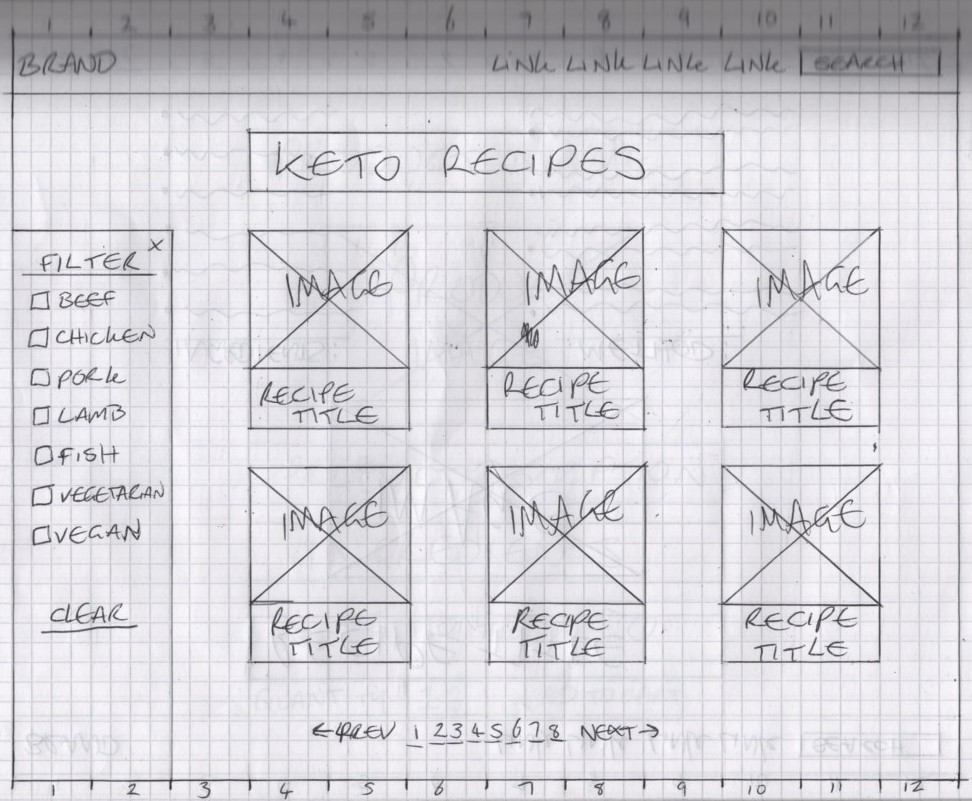 1 2 3 4 5 6 7 8 9 10 11 12
BRAND LINK LINK LINK LINK SEARCH
KETO RECIPES
FILTER X
BEEF
CHICKEN
PORK
LAMB
FISH
VEGETARIAN
VEGAN
CLEAR
IMAGE IMAGE IMAGE
RECIPE RECIPE RECIPE
TITLE TITLE TITLE
IMAGE IMAGE IMAGE
RECIPE RECIPE RECIPE
TITLE TITLE TITLE
←PREV 1 2 3 4 5 6 7 8 NEXT→
1 2 3 4 5 6 7 8 9 10 11 12